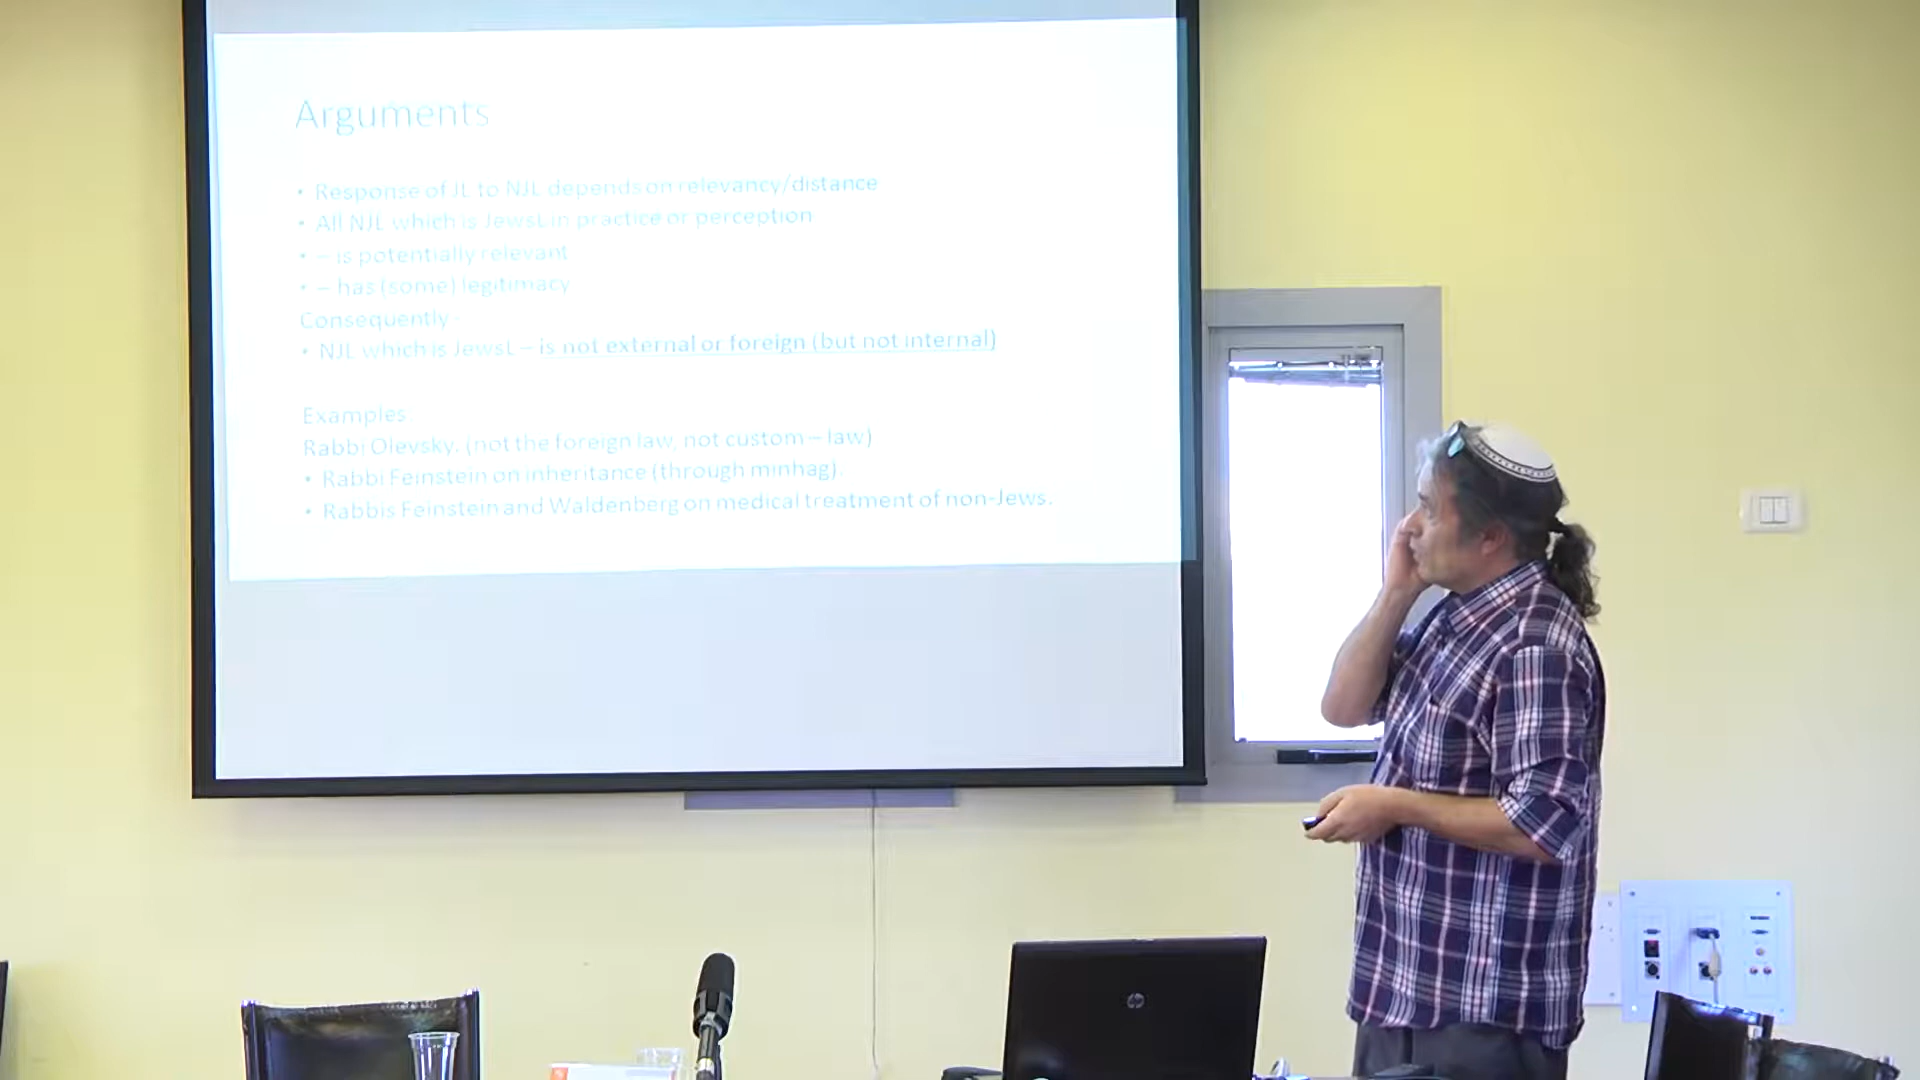 Arguments
• Response of JL to NJL depends on relevancy/distance
• All NJL which is JewsL in practice or perception
• – is potentially relevant
• – has (some) legitimacy
Consequently -
• NJL which is JewsL – is not external or foreign (but not internal)
Examples:
Rabbi Olevsky. (not the foreign law, not custom – law)
• Rabbi Feinstein on inheritance (through minhag).
• Rabbis Feinstein and Waldenberg on medical treatment of non-Jews.
hp